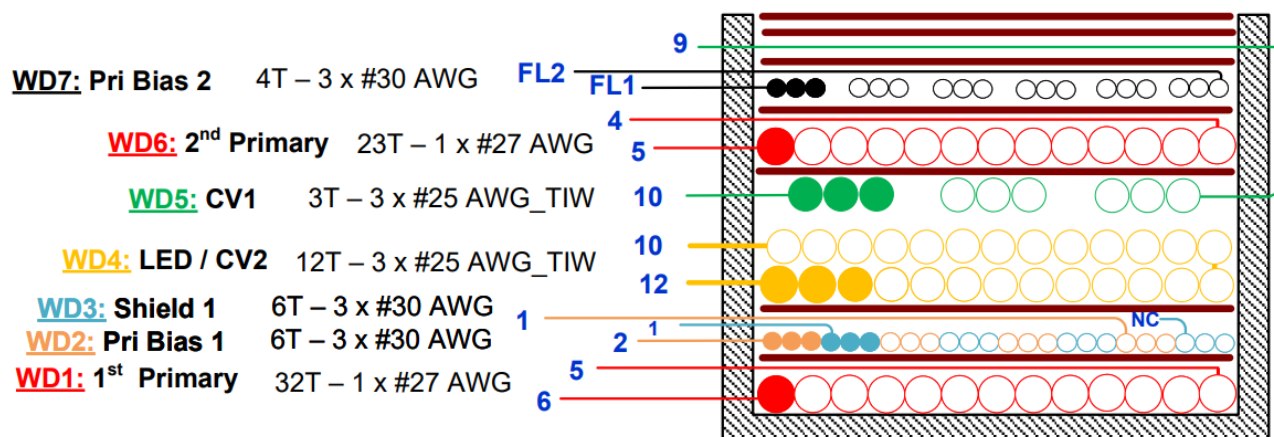 9
WD7: Pri Bias 2 4T – 3 x #30 AWG FL2
FL1
4
WD6: 2nd Primary 23T – 1 x #27 AWG 5
WD5: CV1 3T – 3 x #25 AWG_TIW 10
10
WD4: LED / CV2 12T – 3 x #25 AWG_TIW
12
WD3: Shield 1 6T – 3 x #30 AWG 1 1 NC
WD2: Pri Bias 1 6T – 3 x #30 AWG 2
5
WD1: 1st Primary 32T – 1 x #27 AWG
6